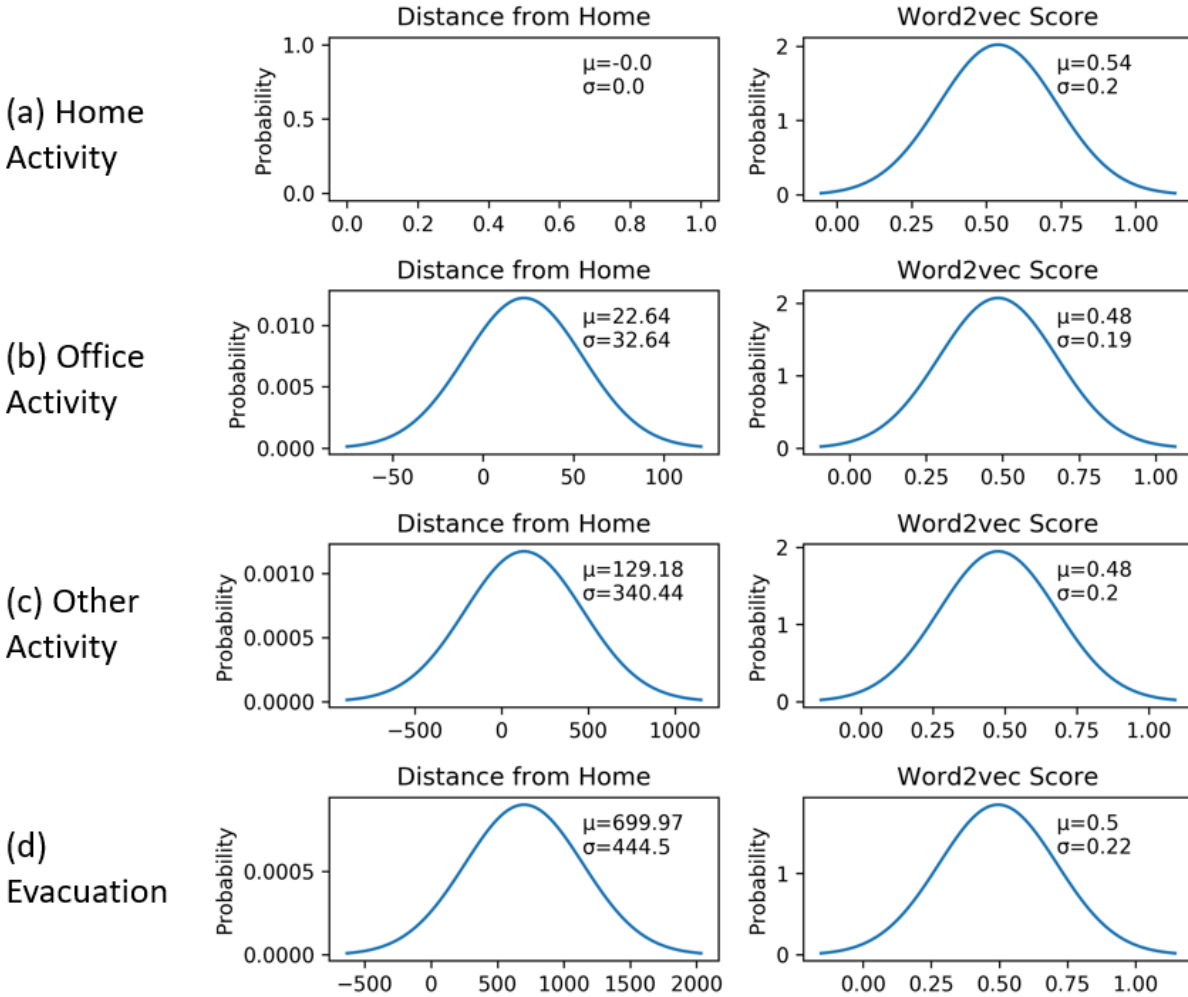 (a) Home
Activity
Distance from Home
Probability
1.0
0.5
0.0
μ=-0.0
σ=0.0
0.0 0.2 0.4 0.6 0.8 1.0
Word2vec Score
Probability
2
1
0
μ=0.54
σ=0.2
0.00 0.25 0.50 0.75 1.00
(b) Office
Activity
Distance from Home
Probability
0.010
0.005
0.000
μ=22.64
σ=32.64
−50 0 50 100
Word2vec Score
Probability
2
1
0
μ=0.48
σ=0.19
0.00 0.25 0.50 0.75 1.00
(c) Other
Activity
Distance from Home
Probability
0.0010
0.0005
0.0000
μ=129.18
σ=340.44
−500 0 500 1000
Word2vec Score
Probability
2
1
0
μ=0.48
σ=0.2
0.00 0.25 0.50 0.75 1.00
(d)
Evacuation
Distance from Home
Probability
0.0005
0.0000
μ=699.97
σ=444.5
−500 0 500 1000 1500 2000
Word2vec Score
Probability
1
0
μ=0.5
σ=0.22
0.00 0.25 0.50 0.75 1.00